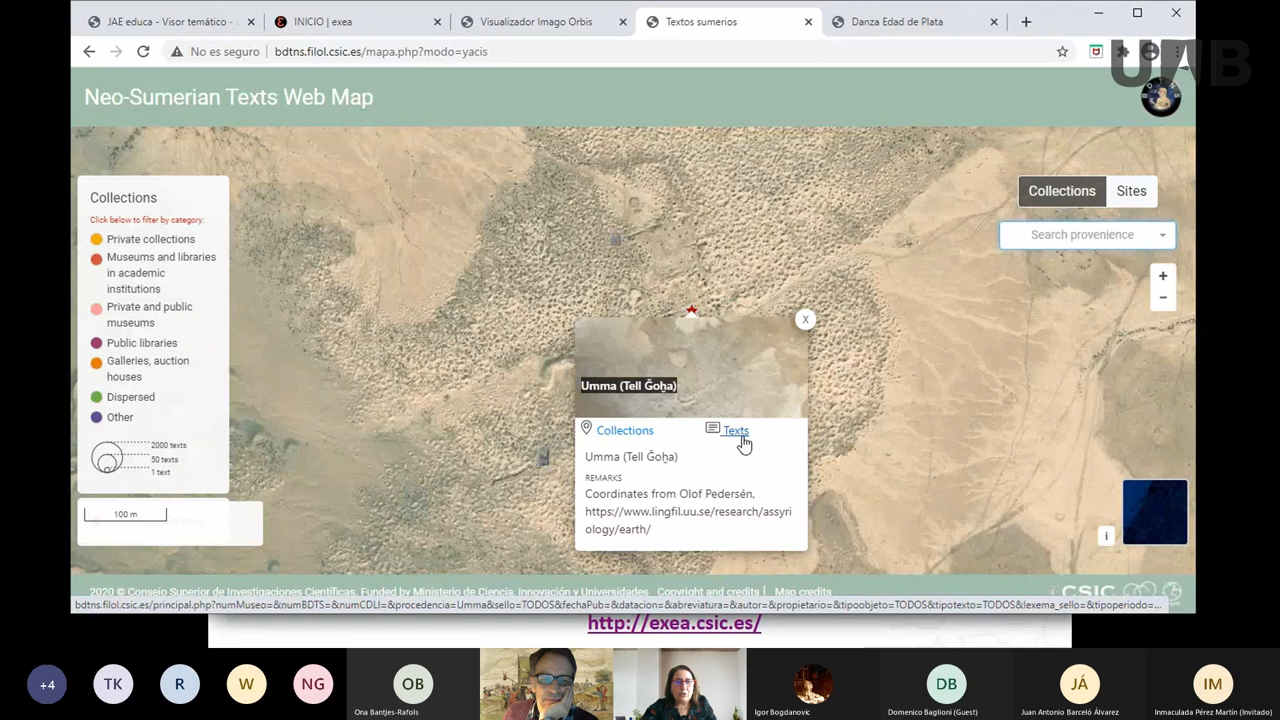 JAE educa - Visor temático -
INICIO | exea
Visualizador Imago Orbis
Textos sumerios
Danza Edad de Plata
No es seguro | bdtns.filol.csic.es/mapa.php?modo=yacis
UAB
Neo-Sumerian Texts Web Map
Collections
Click below to filter by category:
Private collections
Museums and libraries
in academic
institutions
Private and public
museums
Public libraries
Galleries, auction
houses
Dispersed
Other
2000 texts
50 texts
1 text
100 m
Collections Sites
Search provenience
+
−
X
Umma (Tell Ğoḫa)
Collections Texts
Umma (Tell Ğoḫa)
REMARKS
Coordinates from Olof Pedersén,
https://www.lingfil.uu.se/research/assyri
ology/earth/
i
2020 © Consejo Superior de Investigaciones Científicas. Funded by Ministerio de Ciencia, Innovación y Universidades Copyright and credits | Map credits
CSIC
bdtns.filol.csic.es/principal.php?numMuseo=&numBDTS=&numCDLI=&procedencia=Umma&sello=TODOS&fechaPub=&datacion=&abreviatura=&autor=&propietario=&tipoobjeto=TODOS&tipotexto=TODOS&lexema_sello=&tipoperiodo=...
http://exea.csic.es/
+4
TK
R
W
NG
OB
Ona Bantjes-Rafols
Igor Bogdanovic
DB
Domenico Baglioni (Guest)
JÁ
Juan Antonio Barceló Álvarez
IM
Inmaculada Pérez Martín (Invitado)